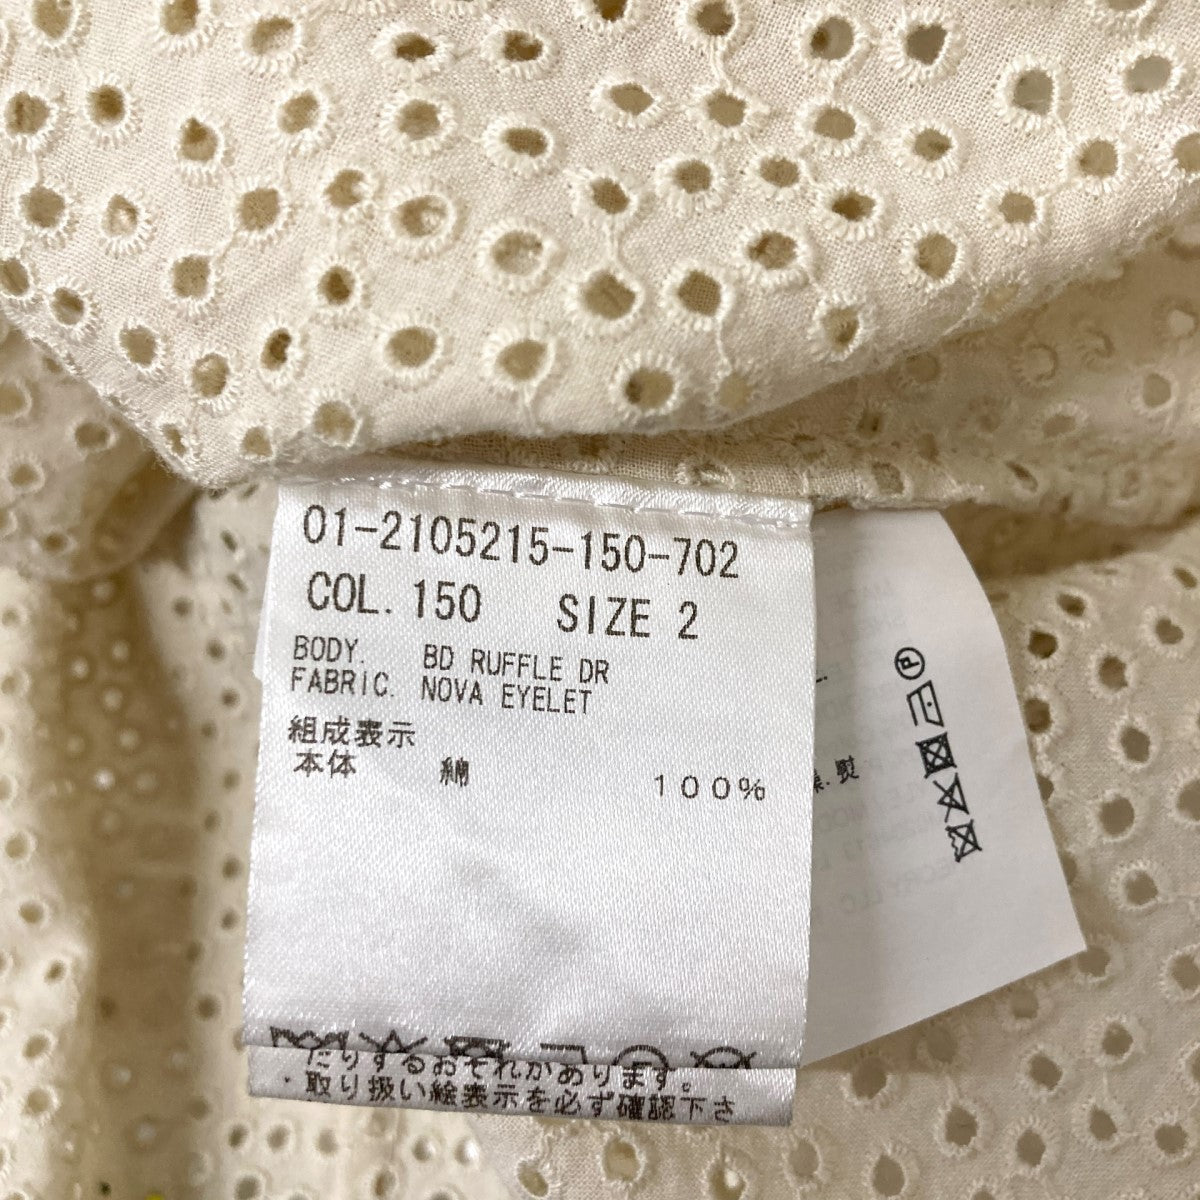 01-2105215-150-702
COL. 150 SIZE 2
BODY. BD RUFFLE DR
FABRIC. NOVA EYELET
組成表示
本体 綿 100%
たりするおそれがあります。
・取り扱い絵表示を必ず確認下さ
熨
P